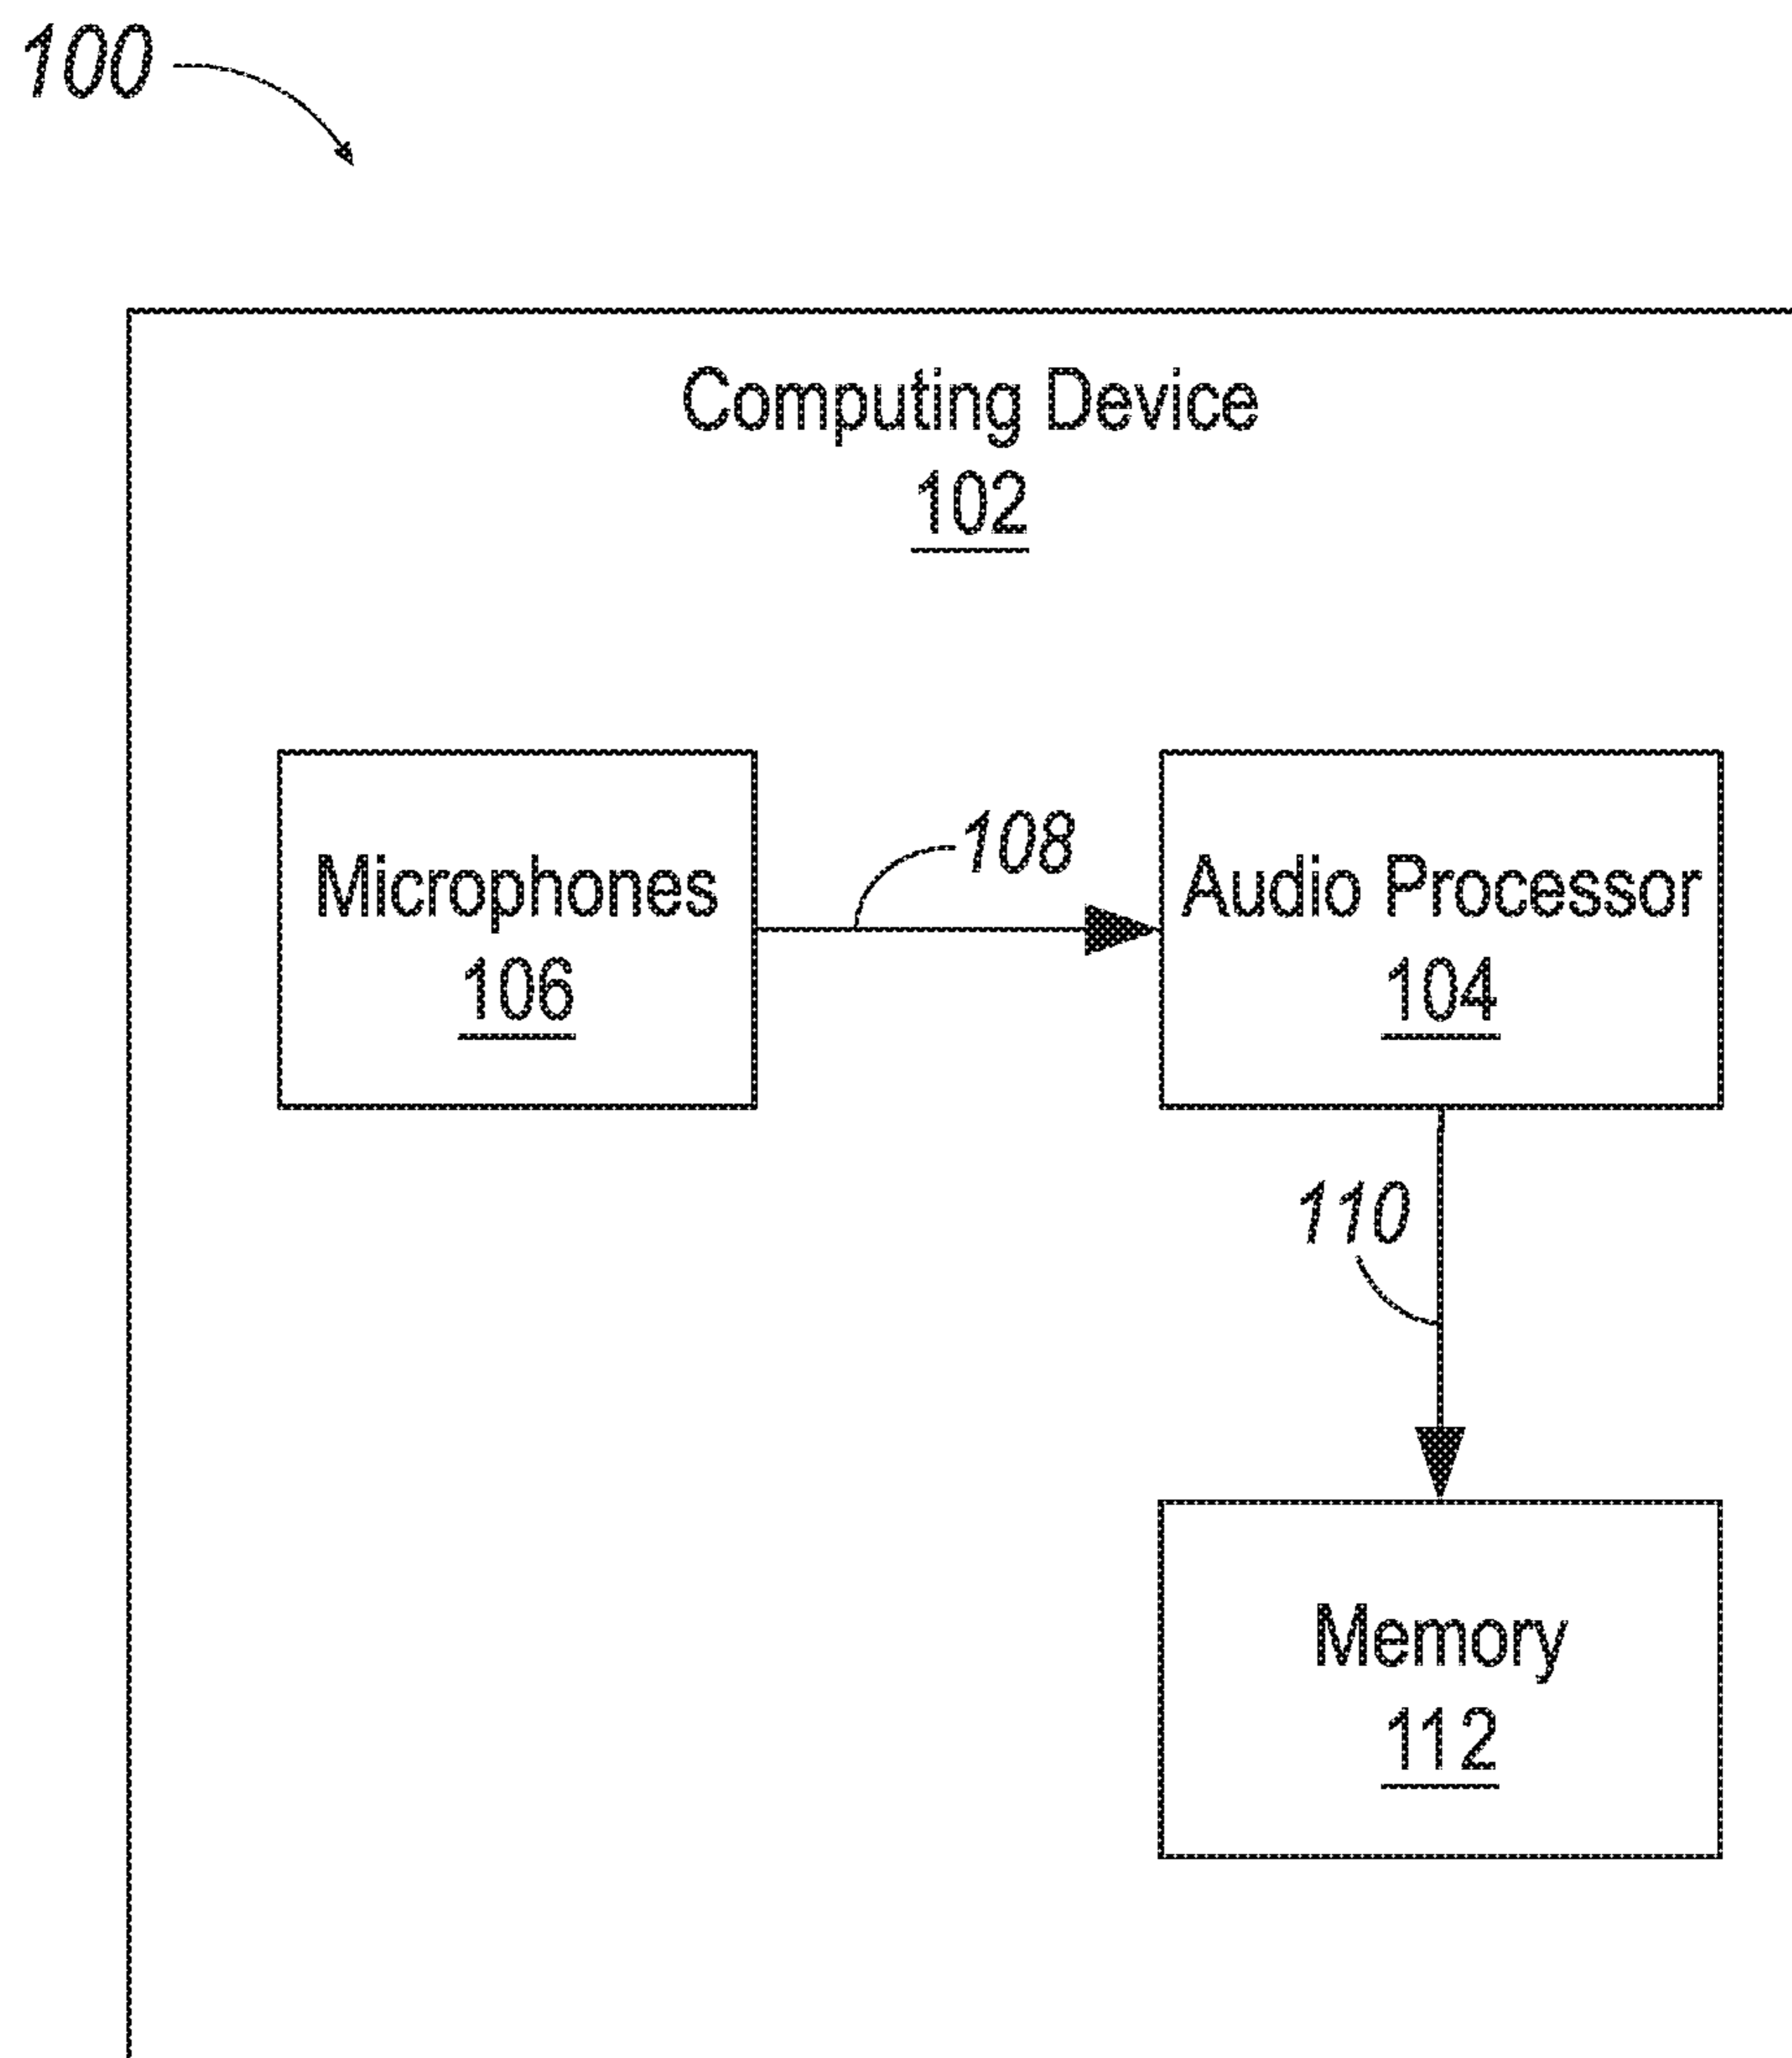 100
Computing Device
102
Microphones
106
108
Audio Processor
104
110
Memory
112